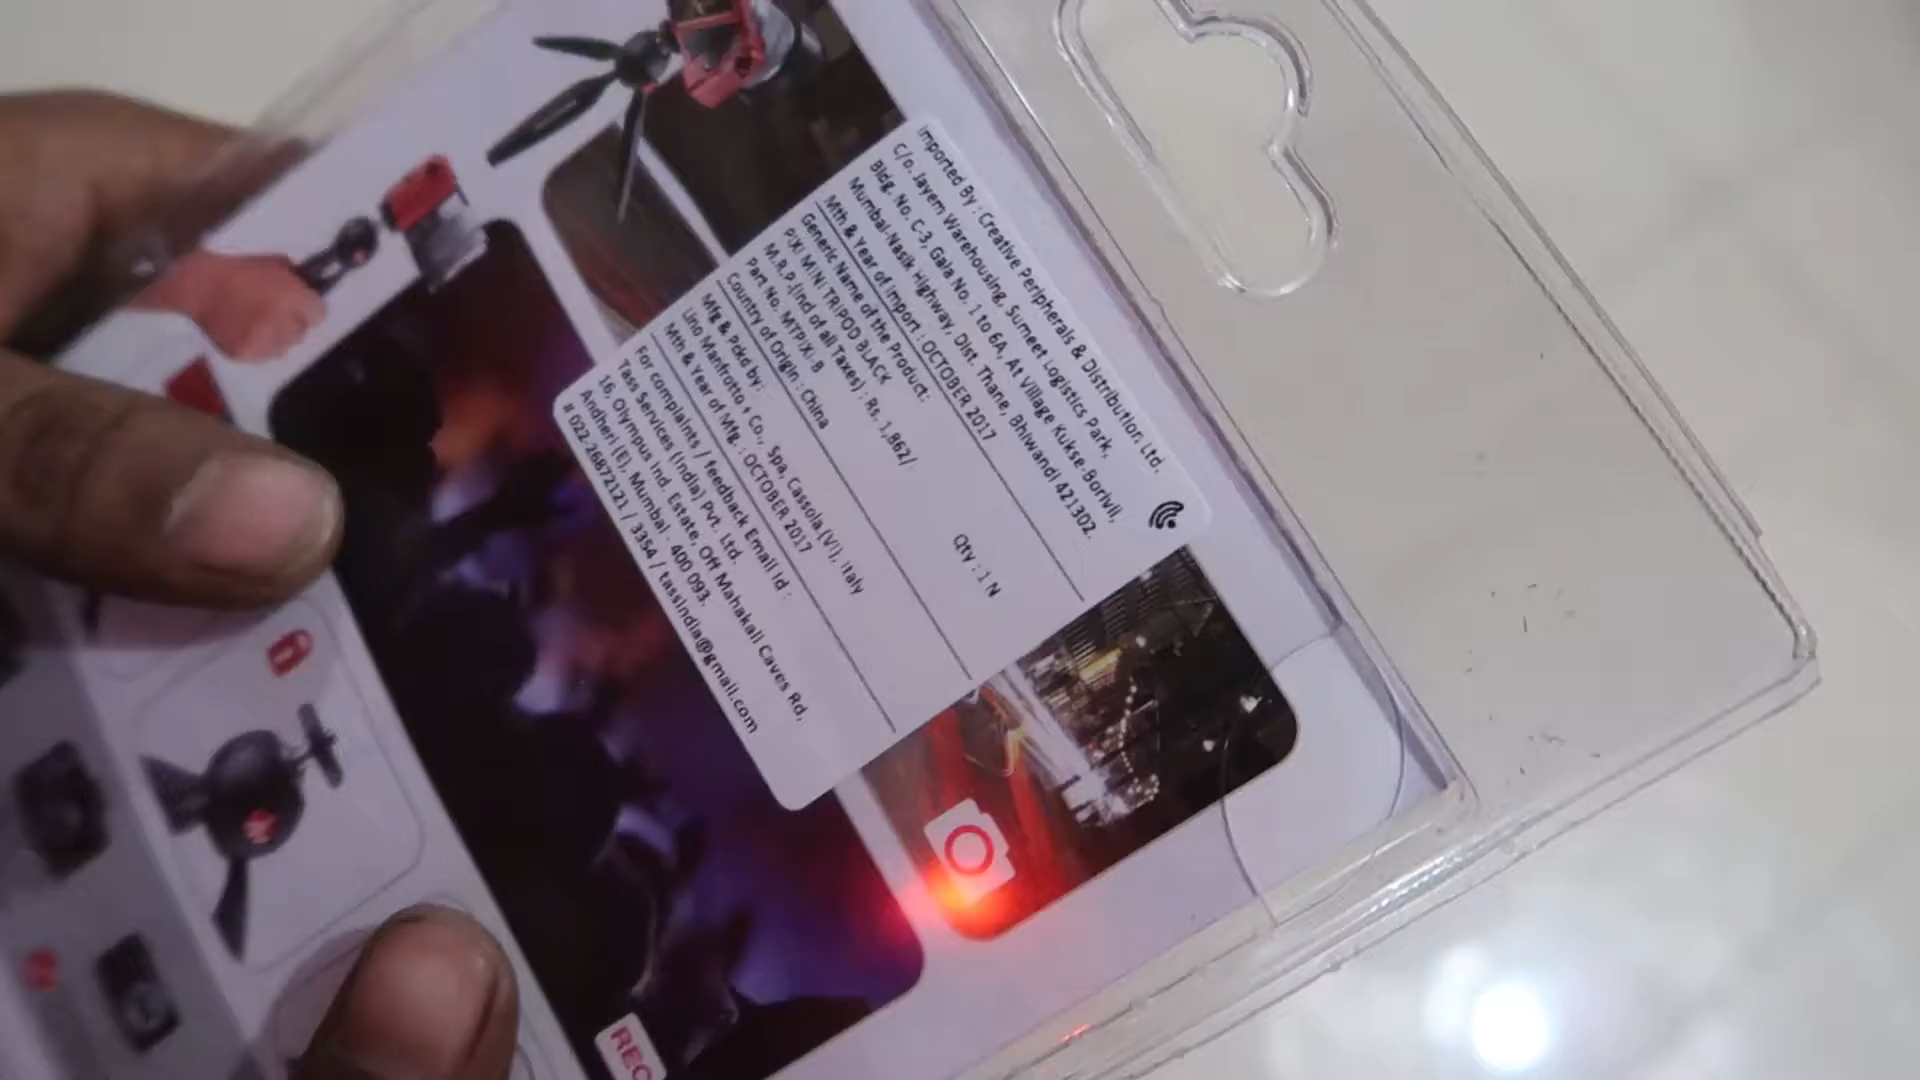 Imported By : Creative Peripherals & Distribution Ltd.
C/o. Jayem Warehousing, Sumeet Logistics Park,
Bldg. No. C-3, Gala No. 1 to 6A, At Village Kukse-Borivli,
Mumbai-Nasik Highway, Dist. Thane, Bhiwandi 421302.
Mth & Year of Import : OCTOBER 2017
Generic Name of the Product:
PIXI MINI TRIPOD BLACK
M.R.P.(Incl of all Taxes) : Rs. 1,862/
Qty : 1 N
Part No. MTPIXI-B
Country of Origin : China
Mfg & Pckd by:
Lino Manfrotto + Co., Spa, Cassola (VI), Italy
Mth & Year of Mfg. : OCTOBER 2017
For complaints / feedback Email Id :
Tass Services (India) Pvt. Ltd.
16, Olympus Ind. Estate, Off Mahakali Caves Rd,
Andheri (E), Mumbai - 400 093.
# 022-26872121 / 3354 / tassindia@gmail.com
REC